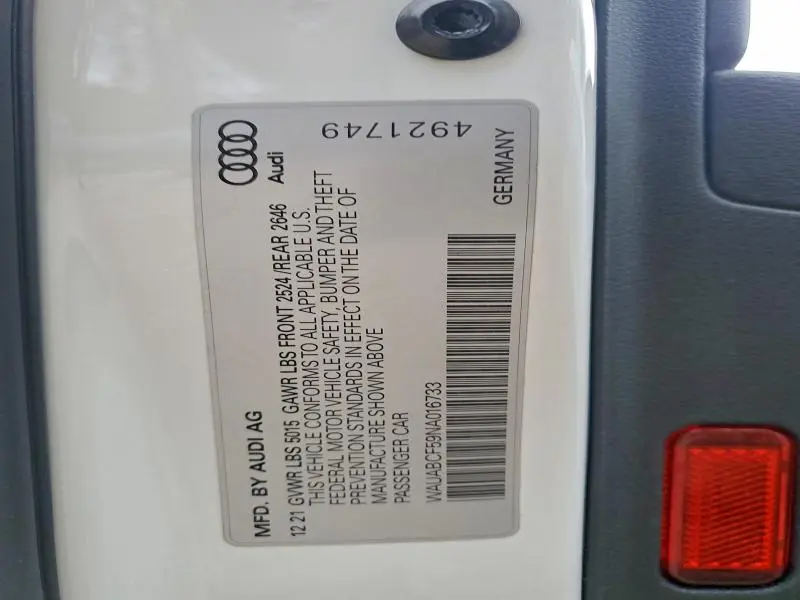 MFD. BY AUDI AG
Audi
12 21 GVWR LBS 5015 GAWR LBS FRONT 2524 /REAR 2646
THIS VEHICLE CONFORMS TO ALL APPLICABLE U.S.
FEDERAL MOTOR VEHICLE SAFETY, BUMPER AND THEFT
PREVENTION STANDARDS IN EFFECT ON THE DATE OF
MANUFACTURE SHOWN ABOVE
PASSENGER CAR
WAUABCF59NA016733
GERMANY
4921749